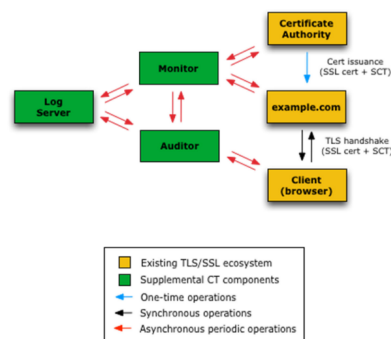 Certificate
Authority
Cert issuance
(SSL cert + SCT)
Monitor
Log
Server
example.com
TLS handshake
(SSL cert + SCT)
Auditor
Client
(browser)
Existing TLS/SSL ecosystem
Supplemental CT components
One-time operations
Synchronous operations
Asynchronous periodic operations